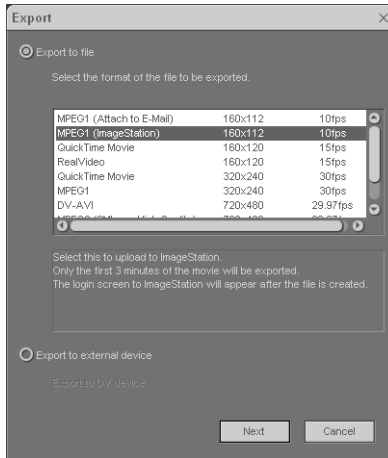 Export
Export to file
Select the format of the file to be exported.
MPEG1 (Attach to E-Mail) 160x112 10fps
MPEG1 (ImageStation) 160x112 10fps
QuickTime Movie 160x120 15fps
RealVideo 160x120 15fps
QuickTime Movie 320x240 30fps
MPEG1 320x240 30fps
DV-AVI 720x480 29.97fps
Select this to upload to ImageStation.
Only the first 3 minutes of the movie will be exported.
The login screen to ImageStation will appear after the file is created.
Export to external device
Export to DV device.
Next Cancel